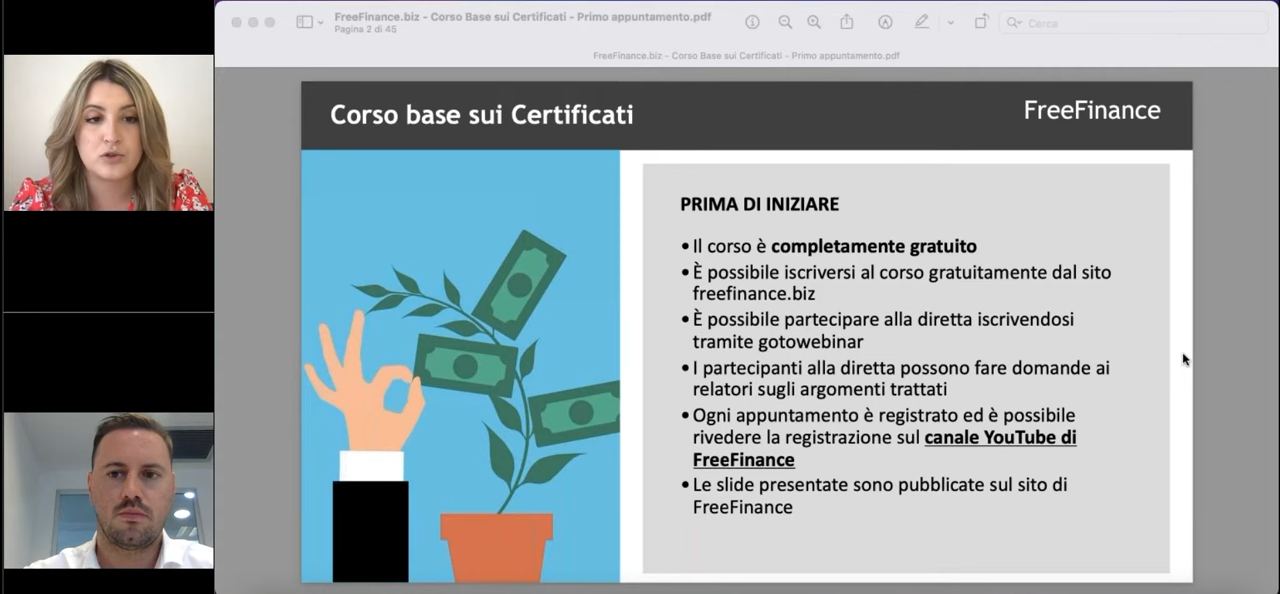 FreeFinance.biz - Corso Base sui Certificati - Primo appuntamento.pdf
Pagina 2 di 45
Cerca
FreeFinance.biz - Corso Base sui Certificati - Primo appuntamento.pdf
Corso base sui Certificati
FreeFinance
PRIMA DI INIZIARE
• Il corso è completamente gratuito
• È possibile iscriversi al corso gratuitamente dal sito
freefinance.biz
• È possibile partecipare alla diretta iscrivendosi
tramite gotowebinar
• I partecipanti alla diretta possono fare domande ai
relatori sugli argomenti trattati
• Ogni appuntamento è registrato ed è possibile
rivedere la registrazione sul canale YouTube di
FreeFinance
• Le slide presentate sono pubblicate sul sito di
FreeFinance